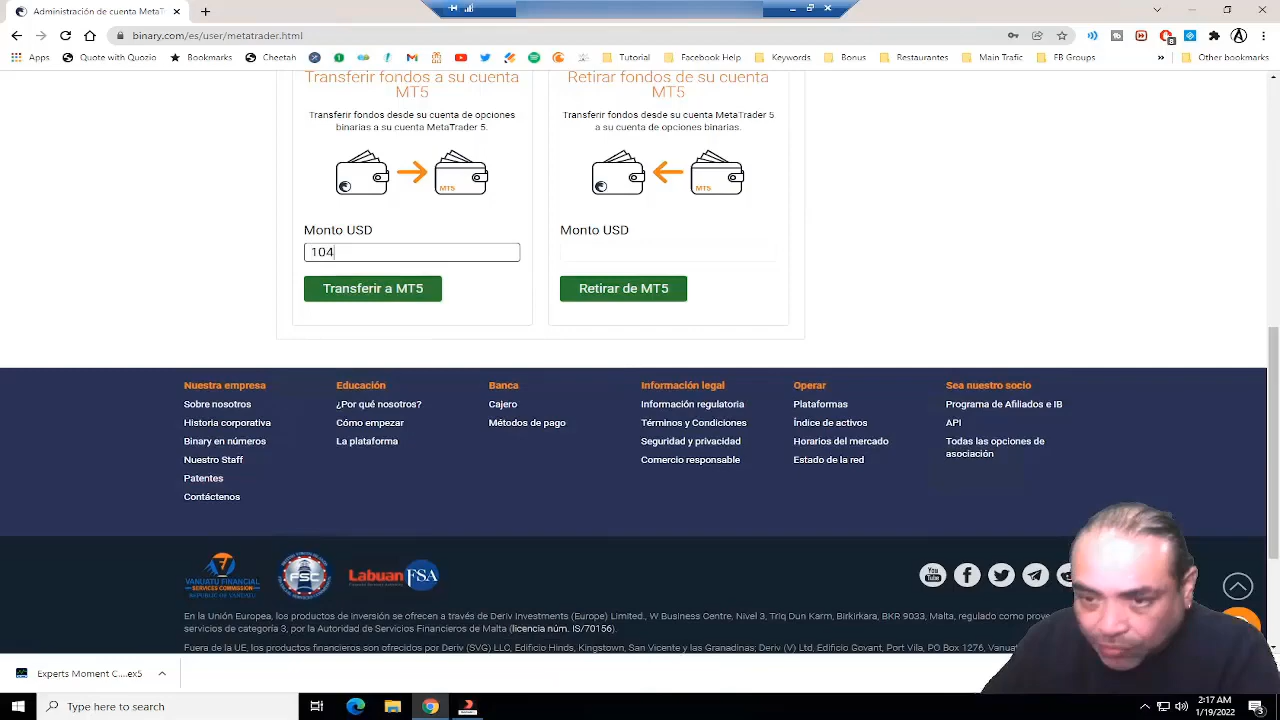 Administración de cuenta MetaT
binary.com/es/user/metatrader.html
Apps
Quote with Quozio
Bookmarks
Cheetah
Tutorial
Facebook Help
Keywords
Bonus
Restaurantes
Main Trafic
FB Groups
»
Other bookmarks
Transferir fondos a su cuenta
MT5
Transferir fondos desde su cuenta de opciones
binarias a su cuenta MetaTrader 5.
MT5
Monto USD
104
Transferir a MT5
Retirar fondos de su cuenta
MT5
Transferir fondos desde su cuenta MetaTrader 5
a su cuenta de opciones binarias.
MT5
Monto USD
Retirar de MT5
Nuestra empresa
Sobre nosotros
Historia corporativa
Binary en números
Nuestro Staff
Patentes
Contáctenos
Educación
¿Por qué nosotros?
Cómo empezar
La plataforma
Banca
Cajero
Métodos de pago
Información legal
Información regulatoria
Términos y Condiciones
Seguridad y privacidad
Comercio responsable
Operar
Plataformas
Índice de activos
Horarios del mercado
Estado de la red
Sea nuestro socio
Programa de Afiliados e IB
API
Todas las opciones de
asociación
VANUATU FINANCIAL
SERVICES COMMISSION
REPUBLIC OF VANUATU
FSC
Labuan FSA
You
Tube
En la Unión Europea, los productos de inversión se ofrecen a través de Deriv Investments (Europe) Limited., W Business Centre, Nivel 3, Triq Dun Karm, Birkirkara, BKR 9033, Malta, regulado como prove
servicios de categoría 3, por la Autoridad de Servicios Financieros de Malta (licencia núm. IS/70156).
Fuera de la UE, los productos financieros son ofrecidos por Deriv (SVG) LLC, Edificio Hinds, Kingstown, San Vicente y las Granadinas; Deriv (V) Ltd, Edificio Govant, Port Vila, PO Box 1276, Vanuat
Experts Moment C....ex5
Type here to search
2:17 AM
1/19/2022